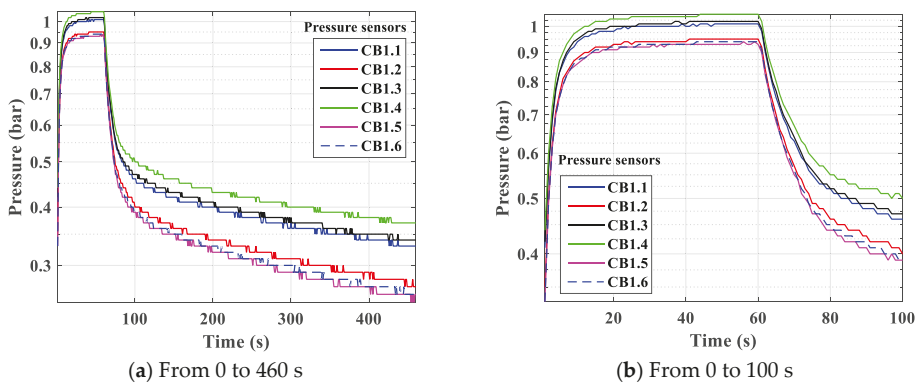 1
0.9
0.8
0.7
0.6
0.5
0.4
0.3
Pressure (bar)
Pressure sensors
CB1.1
CB1.2
CB1.3
CB1.4
CB1.5
CB1.6
100 200 300 400
Time (s)
(a) From 0 to 460 s
1
0.9
0.8
0.7
0.6
0.5
0.4
Pressure (bar)
Pressure sensors
CB1.1
CB1.2
CB1.3
CB1.4
CB1.5
CB1.6
20 40 60 80 100
Time (s)
(b) From 0 to 100 s